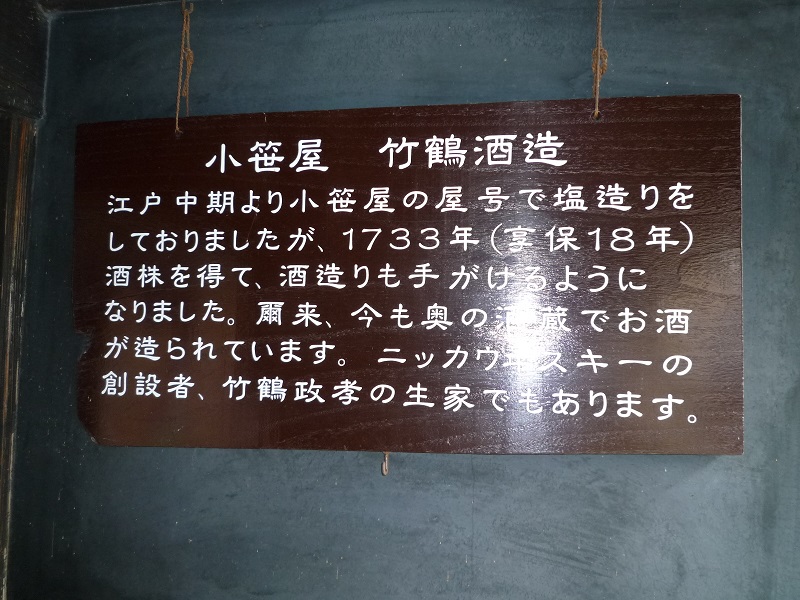 小笹屋 竹鶴酒造
江戸中期より小笹屋の屋号で塩造りを
しておりましたが、1733年(享保18年)
酒株を得て、酒造りも手がけるように
なりました。爾来、今も奥の酒蔵でお酒
が造られています。ニッカウヰスキーの
創設者、竹鶴政孝の生家でもあります。